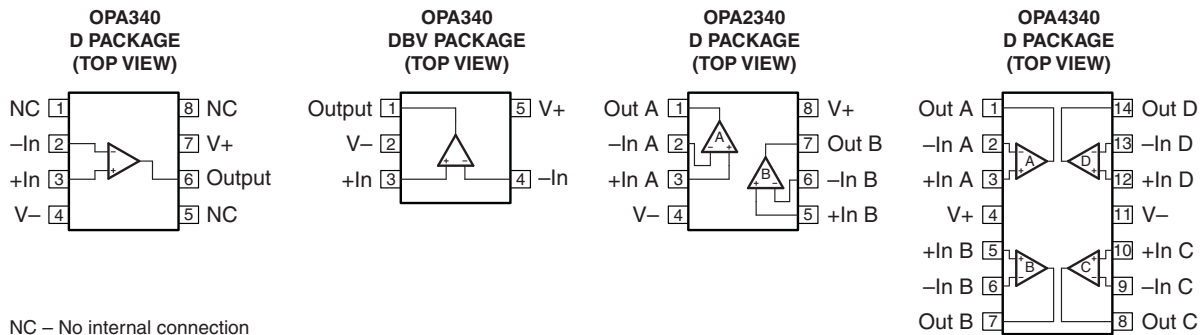 OPA340
D PACKAGE
(TOP VIEW)
NC 1
–In 2
+In 3
V– 4
8 NC
7 V+
6 Output
5 NC
– +
OPA340
DBV PACKAGE
(TOP VIEW)
Output 1
V– 2
+In 3
5 V+
4 –In
+ –
OPA2340
D PACKAGE
(TOP VIEW)
Out A 1
–In A 2
+In A 3
V– 4
8 V+
7 Out B
6 –In B
5 +In B
A
– +
B
+ –
OPA4340
D PACKAGE
(TOP VIEW)
Out A 1
–In A 2
+In A 3
V+ 4
+In B 5
–In B 6
Out B 7
14 Out D
13 –In D
12 +In D
11 V–
10 +In C
9 –In C
8 Out C
– A +
– D +
+ B –
+ C –
NC – No internal connection